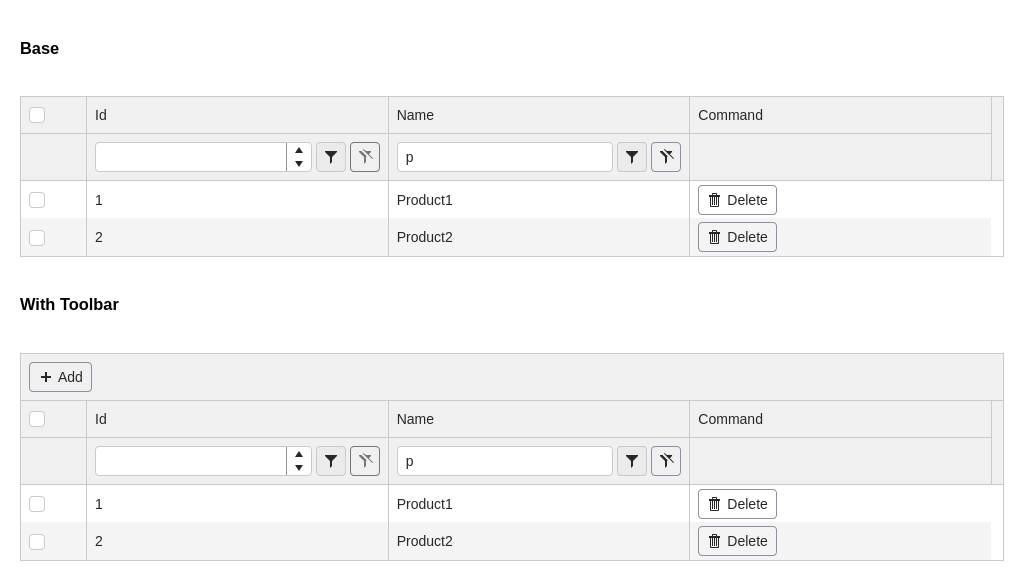 Base
Id Name Command
p
1 Product1 Delete
2 Product2 Delete
With Toolbar
Add
Id Name Command
p
1 Product1 Delete
2 Product2 Delete